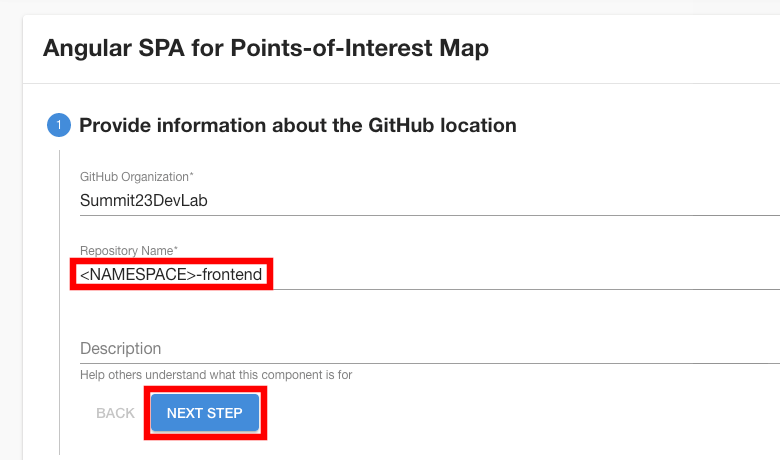 Angular SPA for Points-of-Interest Map
1 Provide information about the GitHub location
GitHub Organization*
Summit23DevLab
Repository Name*
<NAMESPACE>-frontend
Description
Help others understand what this component is for
BACK NEXT STEP